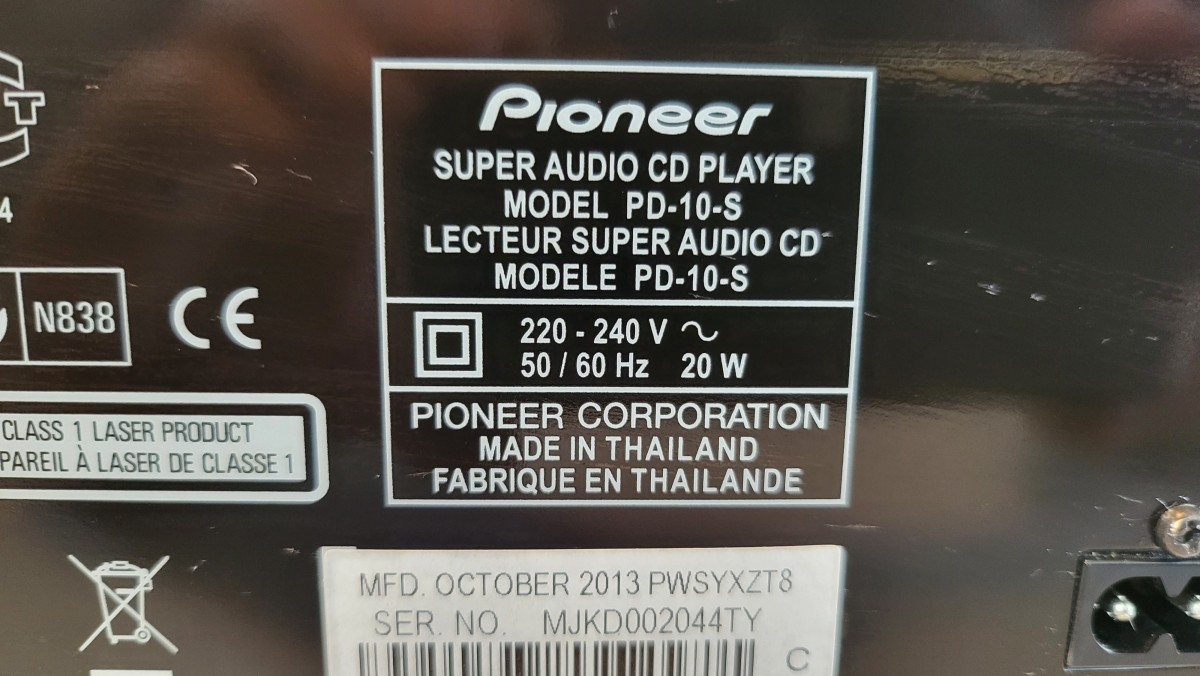 Pioneer
SUPER AUDIO CD PLAYER
MODEL PD-10-S
LECTEUR SUPER AUDIO CD
MODELE PD-10-S
220 - 240 V ~
50 / 60 Hz 20 W
PIONEER CORPORATION
MADE IN THAILAND
FABRIQUE EN THAILANDE
T
4
N838
CE
CLASS 1 LASER PRODUCT
PAREIL À LASER DE CLASSE 1
MFD. OCTOBER 2013 PWSYXZT8
SER. NO. MJKD002044TY
C